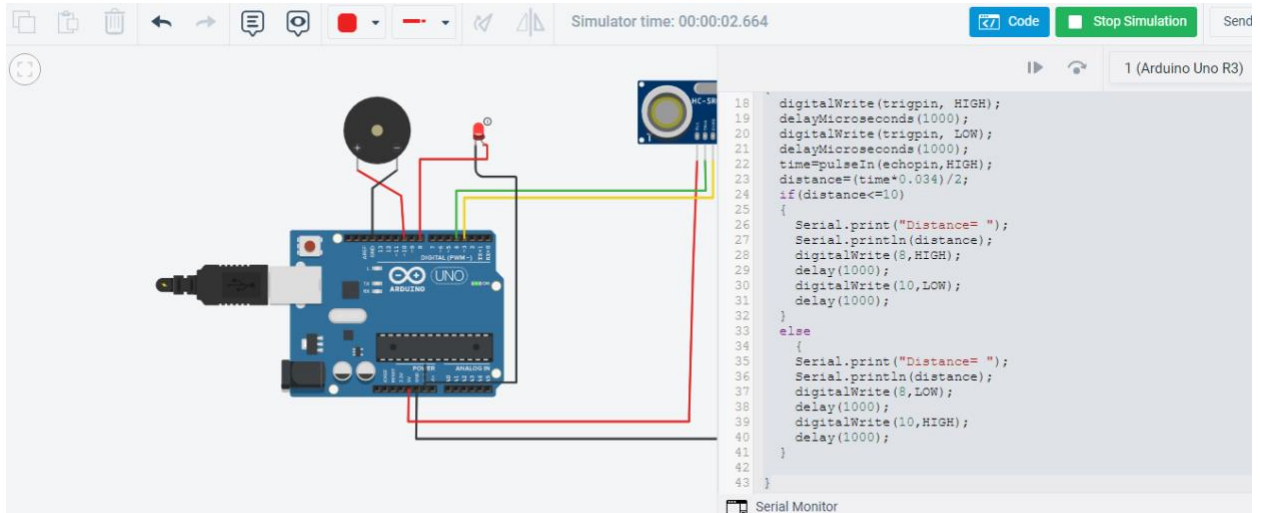 Simulator time: 00:00:02.664
Code
Stop Simulation
Send
1 (Arduino Uno R3)
HC-SR
1
+ -
DIGITAL (PWM~)
UNO
ARDUINO
POWER
ANALOG IN
18 digitalWrite(trigpin, HIGH);
19 delayMicroseconds(1000);
20 digitalWrite(trigpin, LOW);
21 delayMicroseconds(1000);
22 time=pulseIn(echopin,HIGH);
23 distance=(time*0.034)/2;
24 if(distance<=10)
25 {
26 Serial.print("Distance= ");
27 Serial.println(distance);
28 digitalWrite(8,HIGH);
29 delay(1000);
30 digitalWrite(10,LOW);
31 delay(1000);
32 }
33 else
34 {
35 Serial.print("Distance= ");
36 Serial.println(distance);
37 digitalWrite(8,LOW);
38 delay(1000);
39 digitalWrite(10,HIGH);
40 delay(1000);
41 }
42
43 }
Serial Monitor